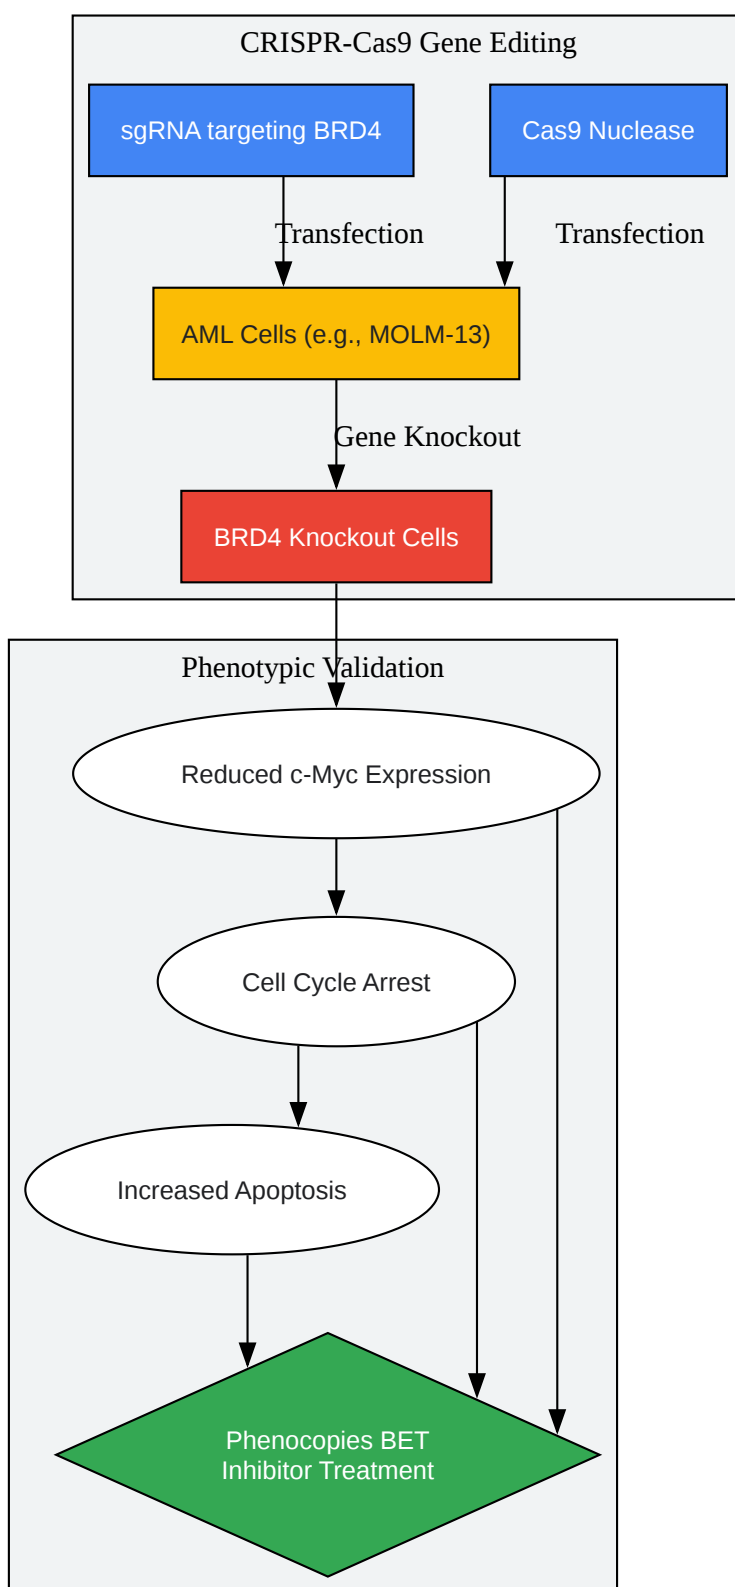 CRISPR-Cas9 Gene Editing
sgRNA targeting BRD4
Cas9 Nuclease
Transfection
Transfection
AML Cells (e.g., MOLM-13)
Gene Knockout
BRD4 Knockout Cells
Phenotypic Validation
Reduced c-Myc Expression
Cell Cycle Arrest
Increased Apoptosis
Phenocopies BET
Inhibitor Treatment